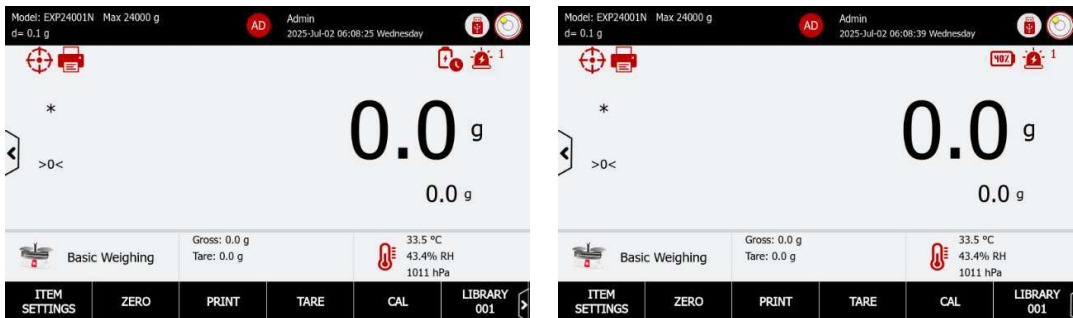 Model: EXP24001N Max 24000 g
d= 0.1 g
AD
Admin
2025-Jul-02 06:08:25 Wednesday
1
*
0.0 g
>0<
0.0 g
Basic Weighing
Gross: 0.0 g
Tare: 0.0 g
33.5 °C
43.4% RH
1011 hPa
ITEM SETTINGS
ZERO
PRINT
TARE
CAL
LIBRARY 001
Model: EXP24001N Max 24000 g
d= 0.1 g
AD
Admin
2025-Jul-02 06:08:39 Wednesday
40%
1
*
0.0 g
>0<
0.0 g
Basic Weighing
Gross: 0.0 g
Tare: 0.0 g
33.5 °C
43.4% RH
1011 hPa
ITEM SETTINGS
ZERO
PRINT
TARE
CAL
LIBRARY 001